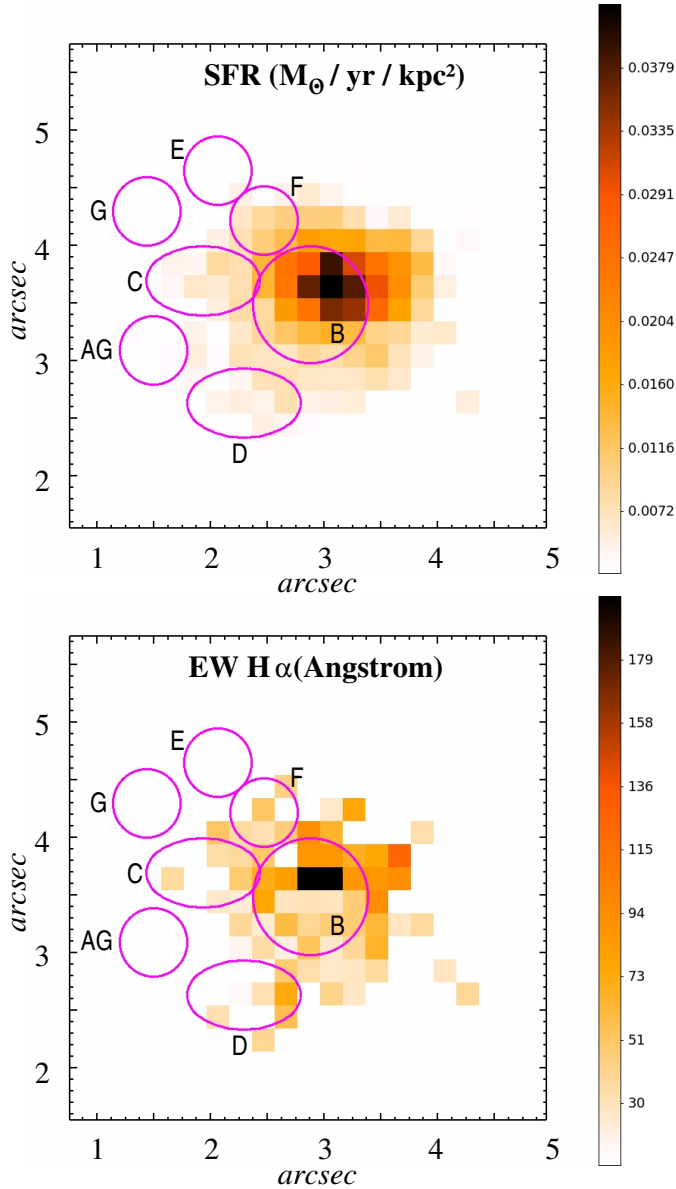 SFR (M⊙ / yr / kpc²)
0.0379
0.0335
0.0291
0.0247
0.0204
0.0160
0.0116
0.0072
arcsec
5
4
3
2
E
F
G
C
B
AG
D
1 2 3 4 5
arcsec
EW H α(Angstrom)
179
158
136
115
94
73
51
30
arcsec
5
4
3
2
E
F
G
C
B
AG
D
1 2 3 4 5
arcsec